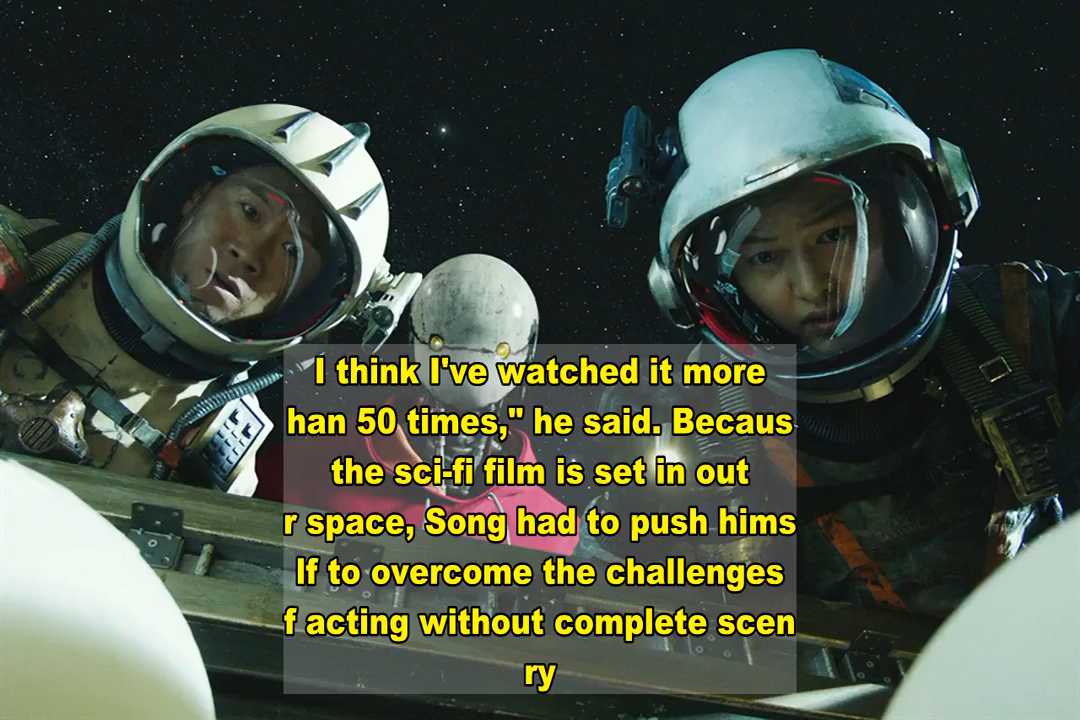 I think I've watched it more
han 50 times," he said. Becaus
the sci-fi film is set in out
r space, Song had to push hims
lf to overcome the challenges
f acting without complete scen
ry